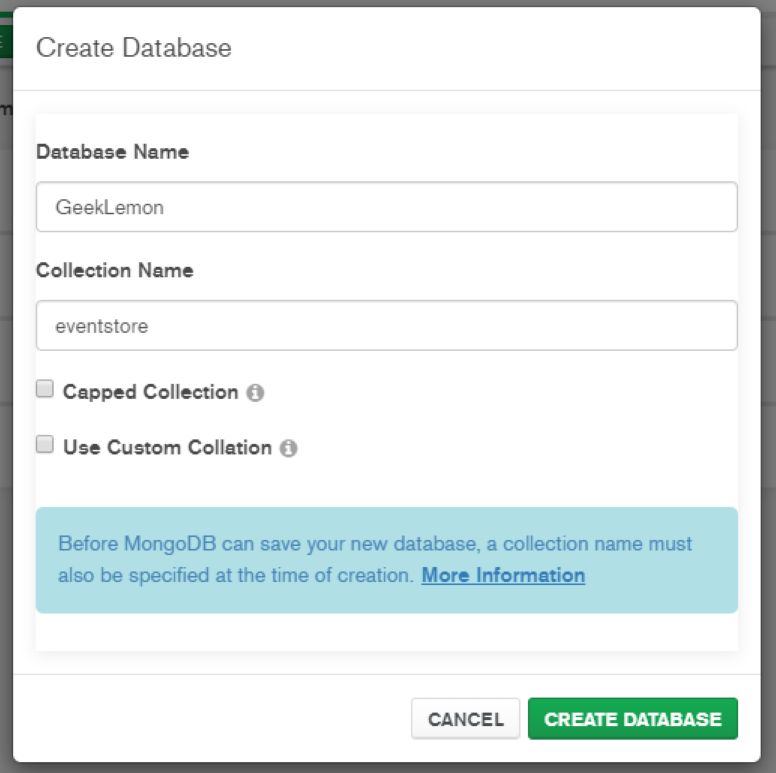 Create Database
Database Name
GeekLemon
Collection Name
eventstore
Capped Collection
Use Custom Collation
Before MongoDB can save your new database, a collection name must
also be specified at the time of creation. More Information
CANCEL
CREATE DATABASE